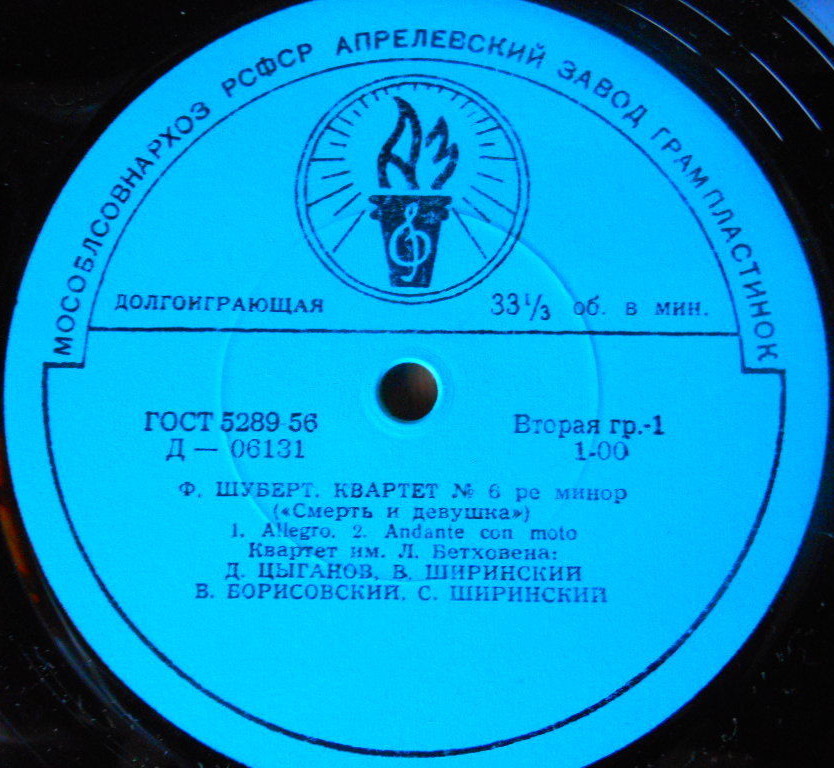 МОСОБЛСОВНАРХОЗ РСФСР АПРЕЛЕВСКИЙ ЗАВОД ГРАМПЛАСТИНОК
АЗ
ДОЛГОИГРАЮЩАЯ 33⅓ об. в мин.
ГОСТ 5289-56 Вторая гр.-1
Д — 06131 1-00
Ф. ШУБЕРТ. КВАРТЕТ № 6 ре минор
(«Смерть и девушка»)
1. Allegro. 2. Andante con moto
Квартет им. Л. Бетховена:
Д. ЦЫГАНОВ, В. ШИРИНСКИЙ
В. БОРИСОВСКИЙ, С. ШИРИНСКИЙ